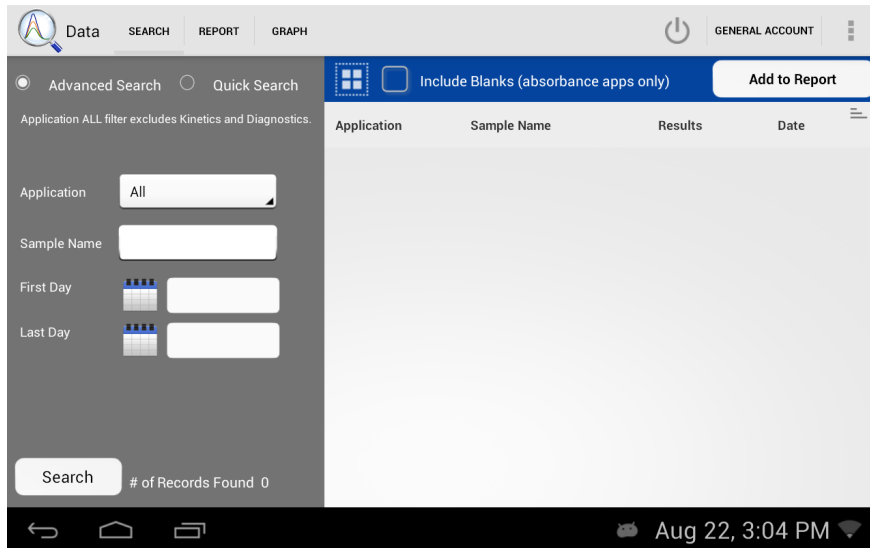 Data SEARCH REPORT GRAPH GENERAL ACCOUNT
Advanced Search Quick Search
Include Blanks (absorbance apps only) Add to Report
Application ALL filter excludes Kinetics and Diagnostics.
Application Sample Name Results Date
Application All
Sample Name
First Day
Last Day
Search # of Records Found 0
Aug 22, 3:04 PM